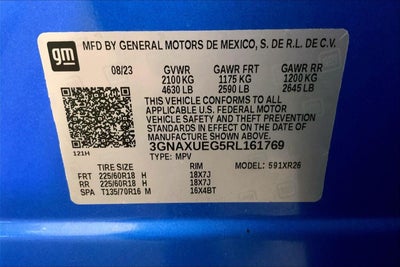 gm
MFD BY GENERAL MOTORS DE MEXICO, S. DE R.L. DE C.V.
08/23 GVWR GAWR FRT GAWR RR
2100 KG 1175 KG 1200 KG
4630 LB 2590 LB 2645 LB
THIS VEHICLE CONFORMS TO ALL
APPLICABLE U.S. FEDERAL MOTOR
VEHICLE SAFETY AND THEFT PREVENTION
STANDARDS IN EFFECT ON THE DATE OF
MANUFACTURE SHOWN ABOVE.
3GNAXUEG5RL161769
121H TYPE: MPV MODEL: 591XR26
TIRE SIZE RIM
FRT 225/60R18 H 18X7J
RR 225/60R18 H 18X7J
SPA T135/70R16 M 16X4BT